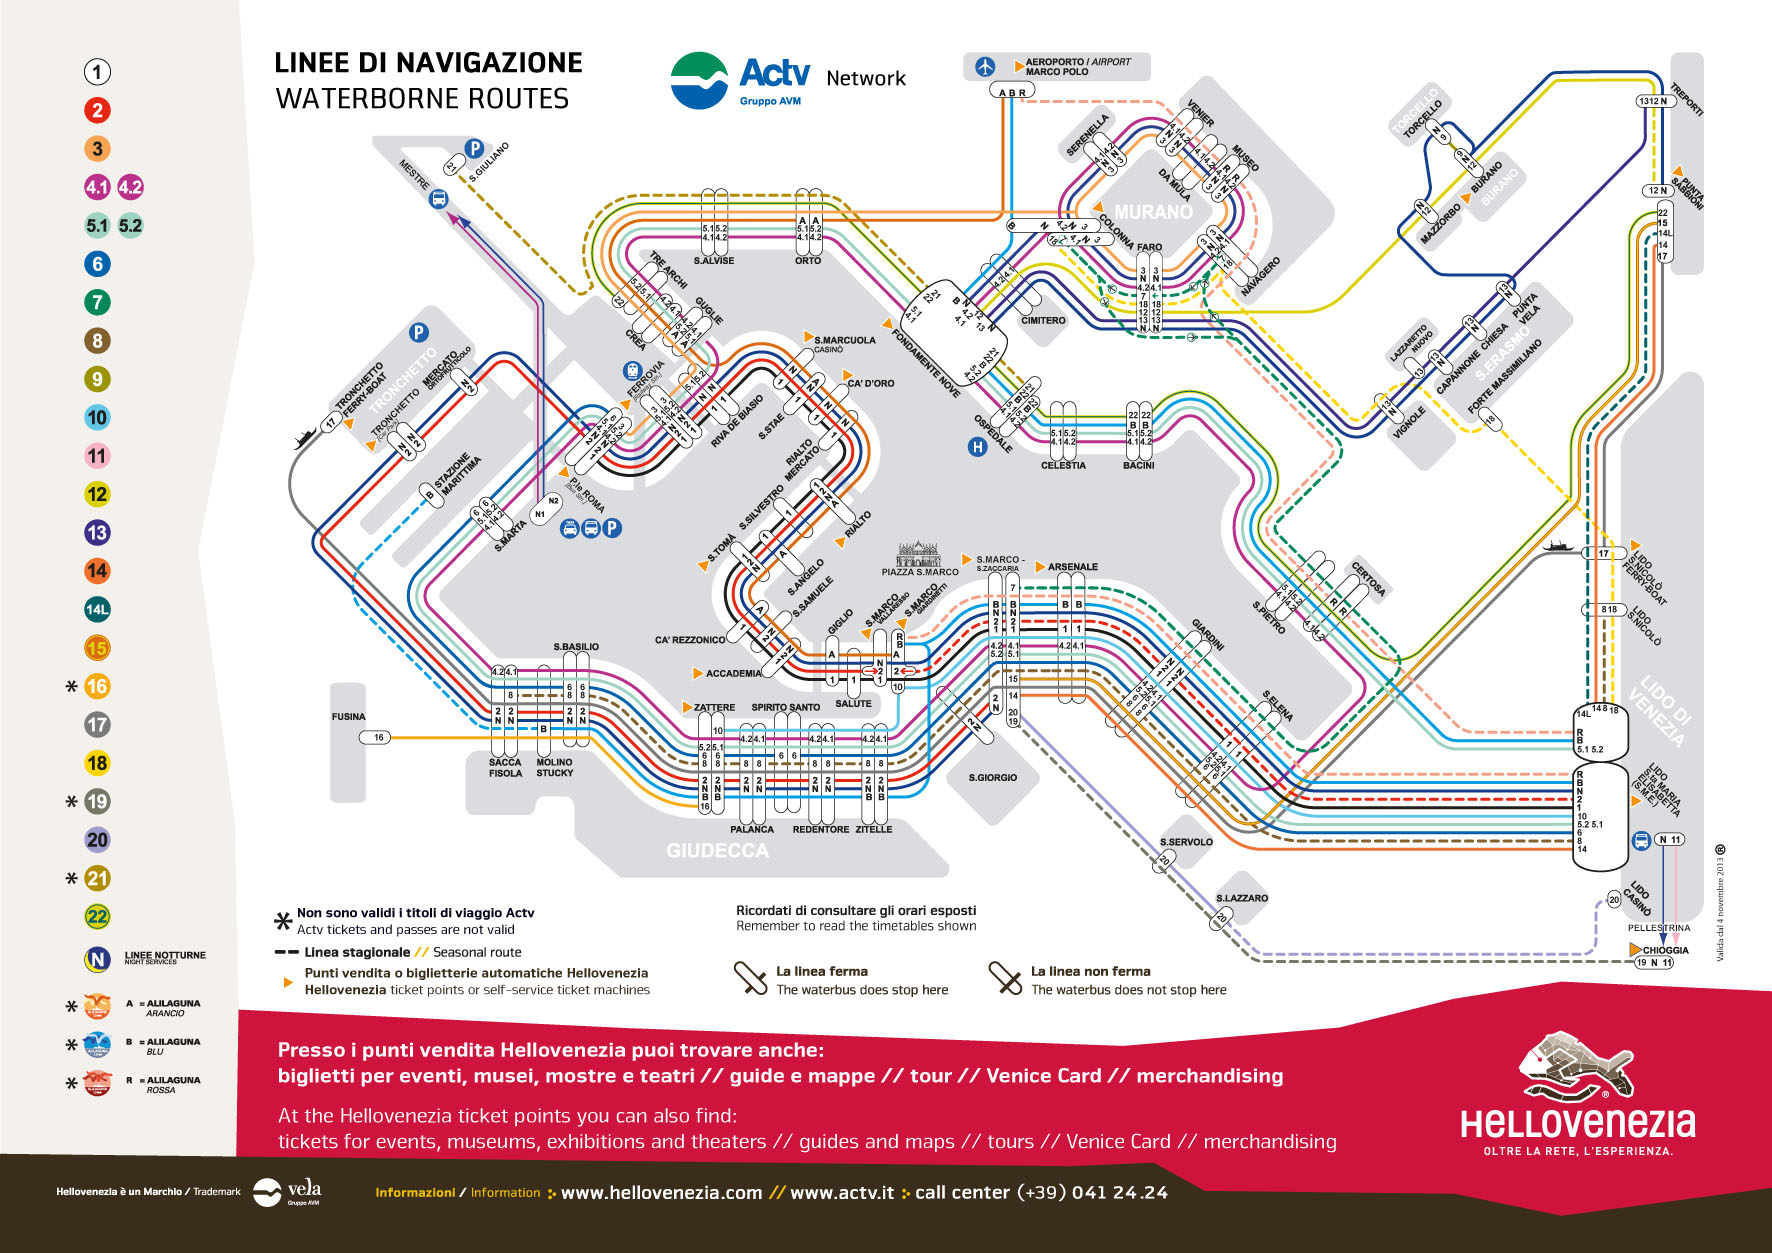 LINEE DI NAVIGAZIONE
WATERBORNE ROUTES
Actv Network
Gruppo AVM
1
2
3
4.1 4.2
5.1 5.2
6
7
8
9
10
11
12
13
14
14L
15
* 16
17
18
* 19
20
* 21
22
N LINEE NOTTURNE
NIGHT SERVICES
* A = ALILAGUNA
ARANCIO
* B = ALILAGUNA
BLU
* R = ALILAGUNA
ROSSA
AEROPORTO / AIRPORT
MARCO POLO
A B R
MESTRE
21
P
S.GIULIANO
S.ALVISE
ORTO
TRE ARCHI
CREA
GUGLIE
FERROVIA
S.MARCUOLA
CASINÒ
CA' D'ORO
RIVA DE BIASIO
S.STAE
RIALTO
MERCATO
RIALTO
S.SILVESTRO
S.TOMÀ
S.ANGELO
S.SAMUELE
CA' REZZONICO
ACCADEMIA
GIGLIO
SALUTE
S.MARCO
VALLARESSO
S.MARCO
GIARDINETTI
PIAZZA S.MARCO
S.MARCO -
S.ZACCARIA
ARSENALE
GIARDINI
S.ELENA
S.PIETRO
CERTOSA
BACINI
CELESTIA
OSPEDALE
H
FONDAMENTE NOVE
CIMITERO
MURANO
SERENELLA
VENIER
MUSEO
DA MULA
COLONNA
FARO
NAVAGERO
TORCELLO
TORCELLO
BURANO
BURANO
MAZZORBO
TREPORTI
PUNTA
SABBIONI
PUNTA
VELA
CHIESA
CAPANNONE
LAZZARETTO
NUOVO
S.ERASMO
FORTE MASSIMILIANO
VIGNOLE
TRONCHETTO
FERRY-BOAT
TRONCHETTO
TRONCHETTO
MERCATO
ORTOFRUTTICOLO
P
STAZIONE
MARITTIMA
S.MARTA
P.le ROMA
N1
N2
FUSINA
16
SACCA
FISOLA
MOLINO
STUCKY
S.BASILIO
ZATTERE
SPIRITO SANTO
PALANCA
REDENTORE
ZITELLE
GIUDECCA
S.GIORGIO
S.SERVOLO
S.LAZZARO
LIDO
S.NICOLÒ
FERRY-BOAT
LIDO
S.NICOLÒ
LIDO DI
VENEZIA
LIDO
S.ta MARIA
ELISABETTA
(S.M.E.)
N 11
LIDO
CASINÒ
PELLESTRINA
CHIOGGIA
19 N 11
Valida dal 4 novembre 2013
* Non sono validi i titoli di viaggio Actv
Actv tickets and passes are not valid
Linea stagionale // Seasonal route
Punti vendita o biglietterie automatiche Hellovenezia
Hellovenezia ticket points or self-service ticket machines
Ricordati di consultare gli orari esposti
Remember to read the timetables shown
La linea ferma
The waterbus does stop here
La linea non ferma
The waterbus does not stop here
Presso i punti vendita Hellovenezia puoi trovare anche:
biglietti per eventi, musei, mostre e teatri // guide e mappe // tour // Venice Card // merchandising
At the Hellovenezia ticket points you can also find:
tickets for events, museums, exhibitions and theaters // guides and maps // tours // Venice Card // merchandising
HELLOVENEZIA
OLTRE LA RETE, L'ESPERIENZA.
Hellovenezia è un Marchio / Trademark
vela
Gruppo AVM
Informazioni / Information : www.hellovenezia.com // www.actv.it : call center (+39) 041 24.24